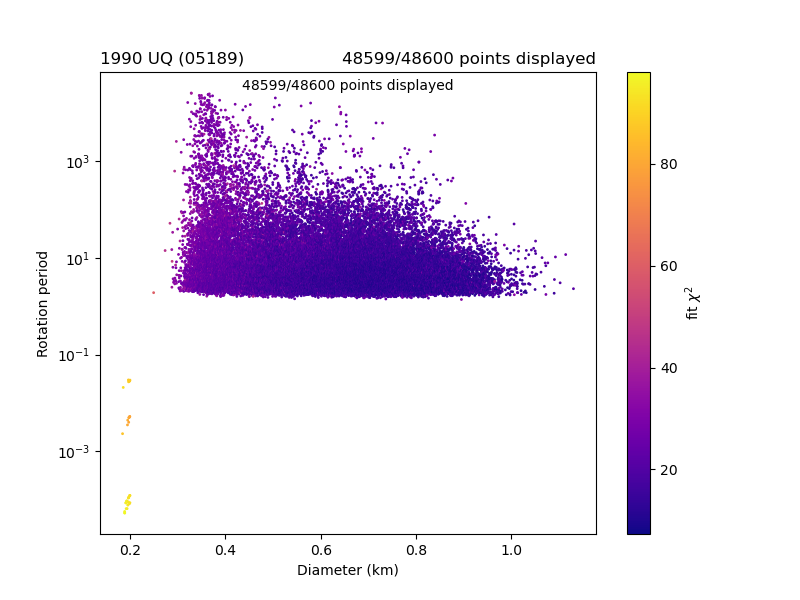 1990 UQ (05189) 48599/48600 points displayed
48599/48600 points displayed
10³
10¹
10⁻¹
10⁻³
Rotation period
0.2 0.4 0.6 0.8 1.0
Diameter (km)
80
60
40
20
fit χ²